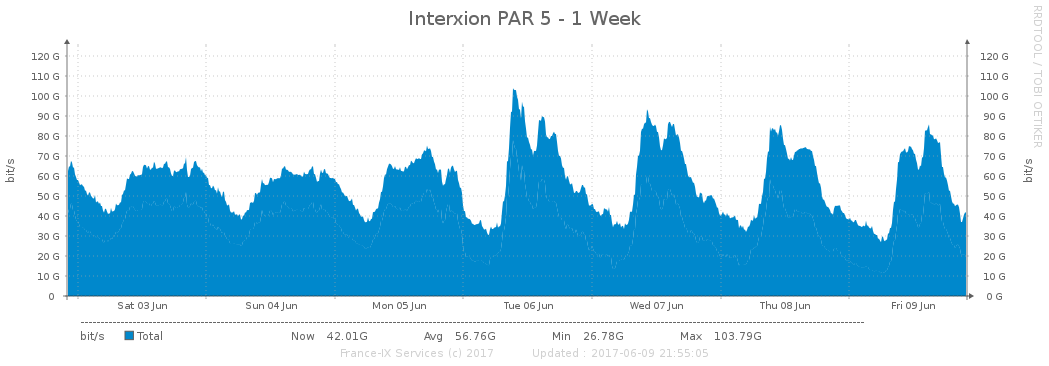 Interxion PAR 5 - 1 Week
RRDTOOL / TOBI OETIKER
bit/s
120 G 120 G
110 G 110 G
100 G 100 G
90 G 90 G
80 G 80 G
70 G 70 G
60 G 60 G
50 G 50 G
40 G 40 G
30 G 30 G
20 G 20 G
10 G 10 G
0 0 G
bit/s
Sat 03 Jun Sun 04 Jun Mon 05 Jun Tue 06 Jun Wed 07 Jun Thu 08 Jun Fri 09 Jun
bit/s Total Now 42.01G Avg 56.76G Min 26.78G Max 103.79G
France-IX Services (c) 2017 Updated : 2017-06-09 21:55:05